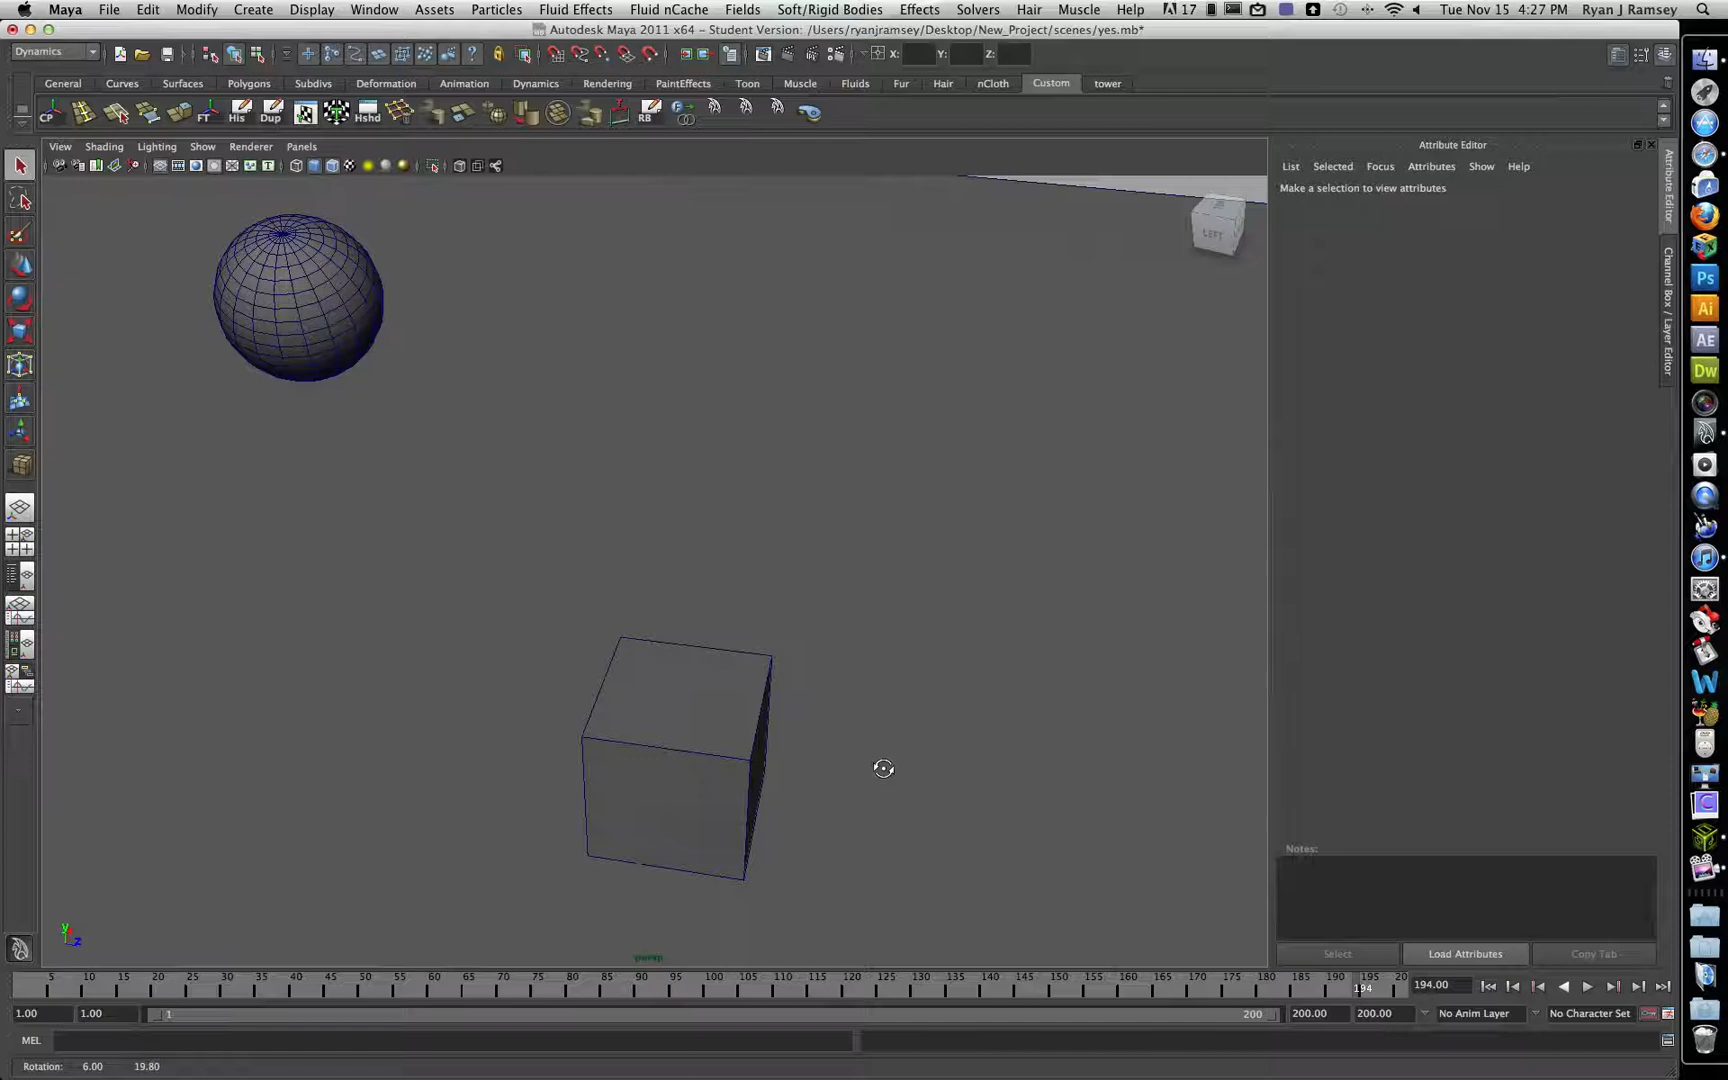 Maya File Edit Modify Create Display Window Assets Particles Fluid Effects Fluid nCache Fields Soft/Rigid Bodies Effects Solvers Hair Muscle Help 17 Tue Nov 15 4:27 PM Ryan J Ramsey
Autodesk Maya 2011 x64 – Student Version: /Users/ryanjramsey/Desktop/New_Project/scenes/yes.mb*
Dynamics X: Y: Z:
General Curves Surfaces Polygons Subdivs Deformation Animation Rendering Dynamics PaintEffects Toon Muscle Fluids Fur Hair nCloth Custom tower
CP FT His Dup Hshd RB
View Shading Lighting Show Renderer Panels
Attribute Editor
List Selected Focus Attributes Show Help
Make a selection to view attributes
Attribute Editor
Channel Box / Layer Editor
LEFT
Ps
Ai
AE
Dw
W
C
Notes:
y
z
persp
Select Load Attributes Copy Tab
5 10 15 20 25 30 35 40 45 50 55 60 65 70 75 80 85 90 95 100 105 110 115 120 125 130 135 140 145 150 155 160 165 170 175 180 185 190 195 20
194 194.00
1.00 1.00 1 200 200.00 200.00 No Anim Layer No Character Set
MEL
Rotation: 6.00 19.80